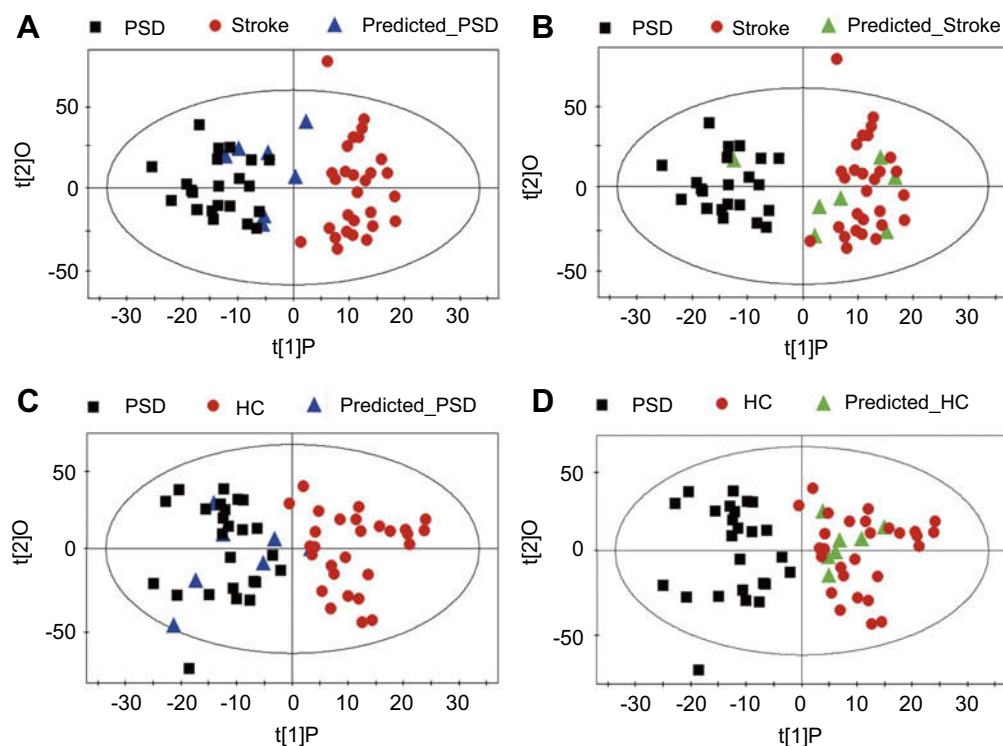 A PSD Stroke Predicted_PSD
t[2]O
50
0
-50
-30 -20 -10 0 10 20 30
t[1]P
B PSD Stroke Predicted_Stroke
t[2]O
50
0
-50
-30 -20 -10 0 10 20 30
t[1]P
C PSD HC Predicted_PSD
t[2]O
50
0
-50
-30 -20 -10 0 10 20 30
t[1]P
D PSD HC Predicted_HC
t[2]O
50
0
-50
-30 -20 -10 0 10 20 30
t[1]P